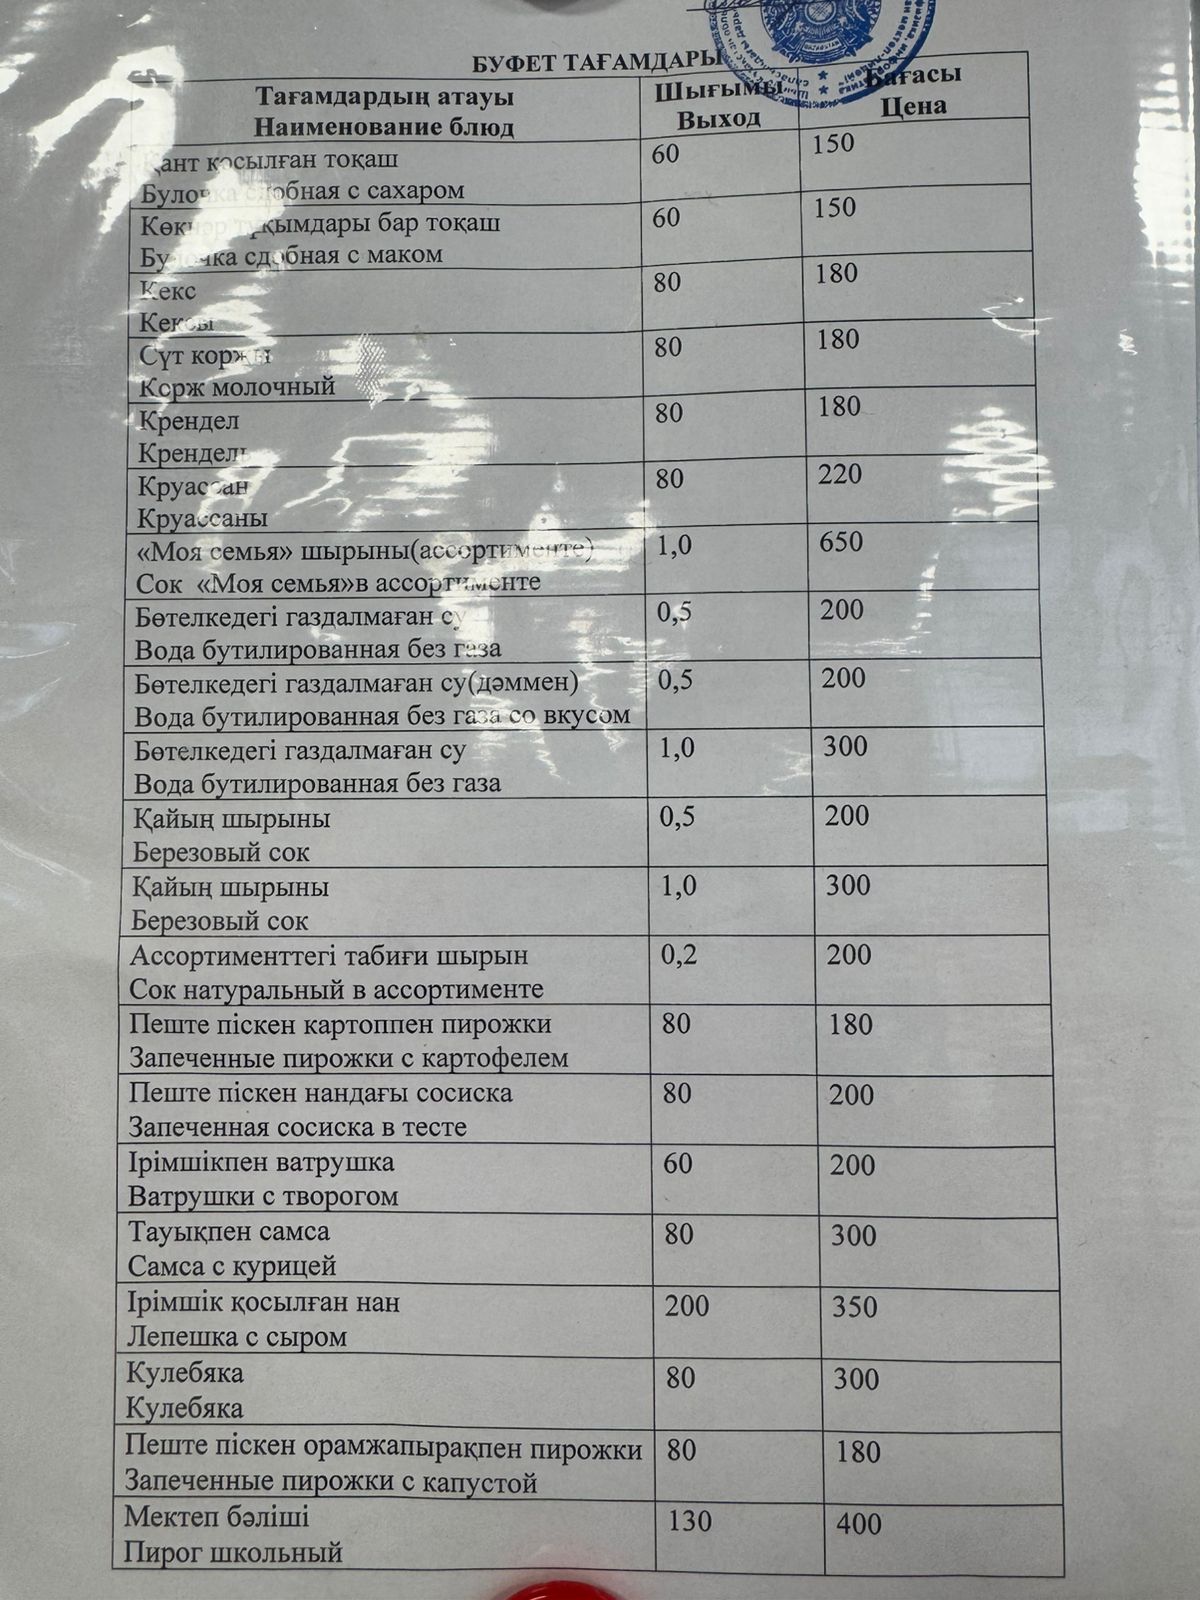 БУФЕТ ТАҒАМДАРЫ
Тағамдардың атауы
Наименование блюд
Шығымы
Выход
Бағасы
Цена
Қант қосылған тоқаш
Булочка сдобная с сахаром
60
150
Көкнәр тұқымдары бар тоқаш
Булочка сдобная с маком
60
150
Кекс
Кексы
80
180
Сүт коржы
Корж молочный
80
180
Крендел
Крендель
80
180
Круассан
Круассаны
80
220
«Моя семья» шырыны(ассортименте)
Сок «Моя семья»в ассортименте
1,0
650
Бөтелкедегі газдалмаған су
Вода бутилированная без газа
0,5
200
Бөтелкедегі газдалмаған су(дәммен)
Вода бутилированная без газа со вкусом
0,5
200
Бөтелкедегі газдалмаған су
Вода бутилированная без газа
1,0
300
Қайың шырыны
Березовый сок
0,5
200
Қайың шырыны
Березовый сок
1,0
300
Ассортименттегі табиғи шырын
Сок натуральный в ассортименте
0,2
200
Пеште піскен картоппен пирожки
Запеченные пирожки с картофелем
80
180
Пеште піскен нандағы сосиска
Запеченная сосиска в тесте
80
200
Ірімшікпен ватрушка
Ватрушки с творогом
60
200
Тауықпен самса
Самса с курицей
80
300
Ірімшік қосылған нан
Лепешка с сыром
200
350
Кулебяка
Кулебяка
80
300
Пеште піскен орамжапырақпен пирожки
Запеченные пирожки с капустой
80
180
Мектеп бәліші
Пирог школьный
130
400